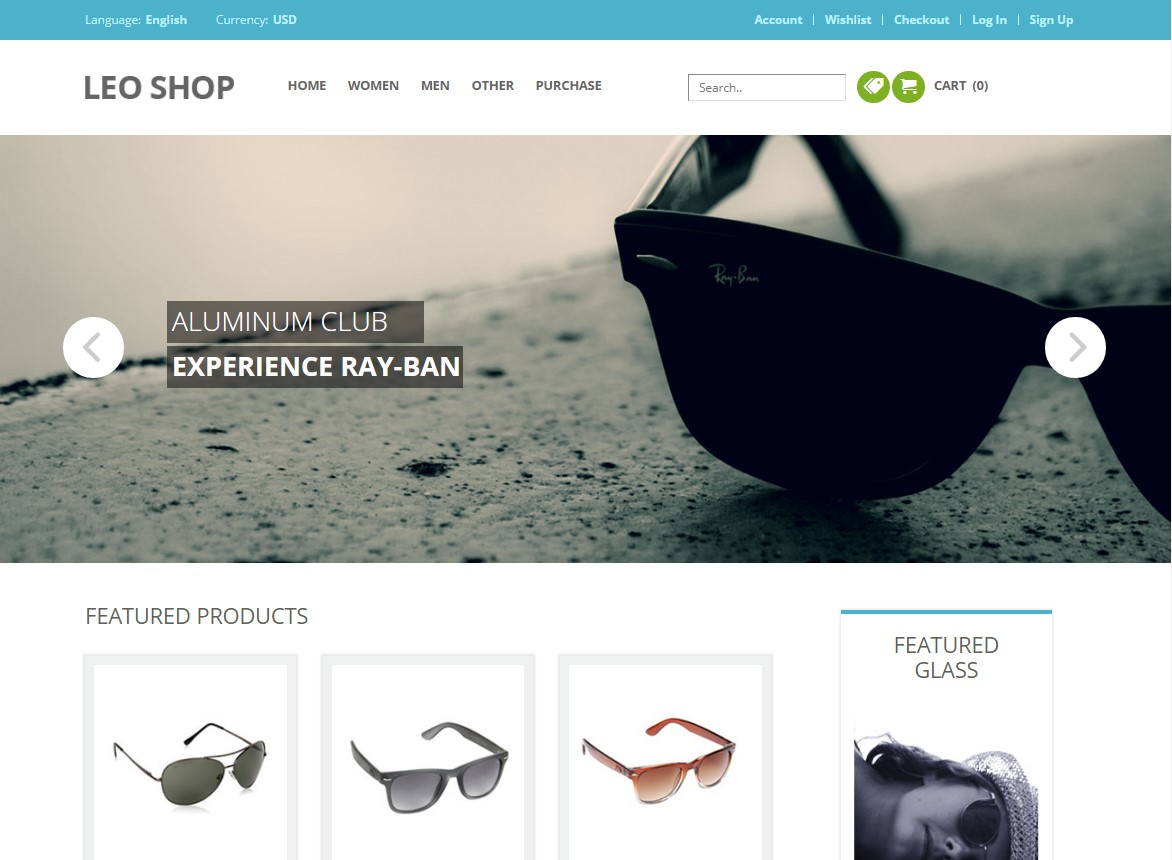 Language: English Currency: USD Account Wishlist Checkout Log In Sign Up
LEO SHOP HOME WOMEN MEN OTHER PURCHASE Search.. CART (0)
Ray-Ban
ALUMINUM CLUB
EXPERIENCE RAY-BAN
FEATURED PRODUCTS
FEATURED
GLASS